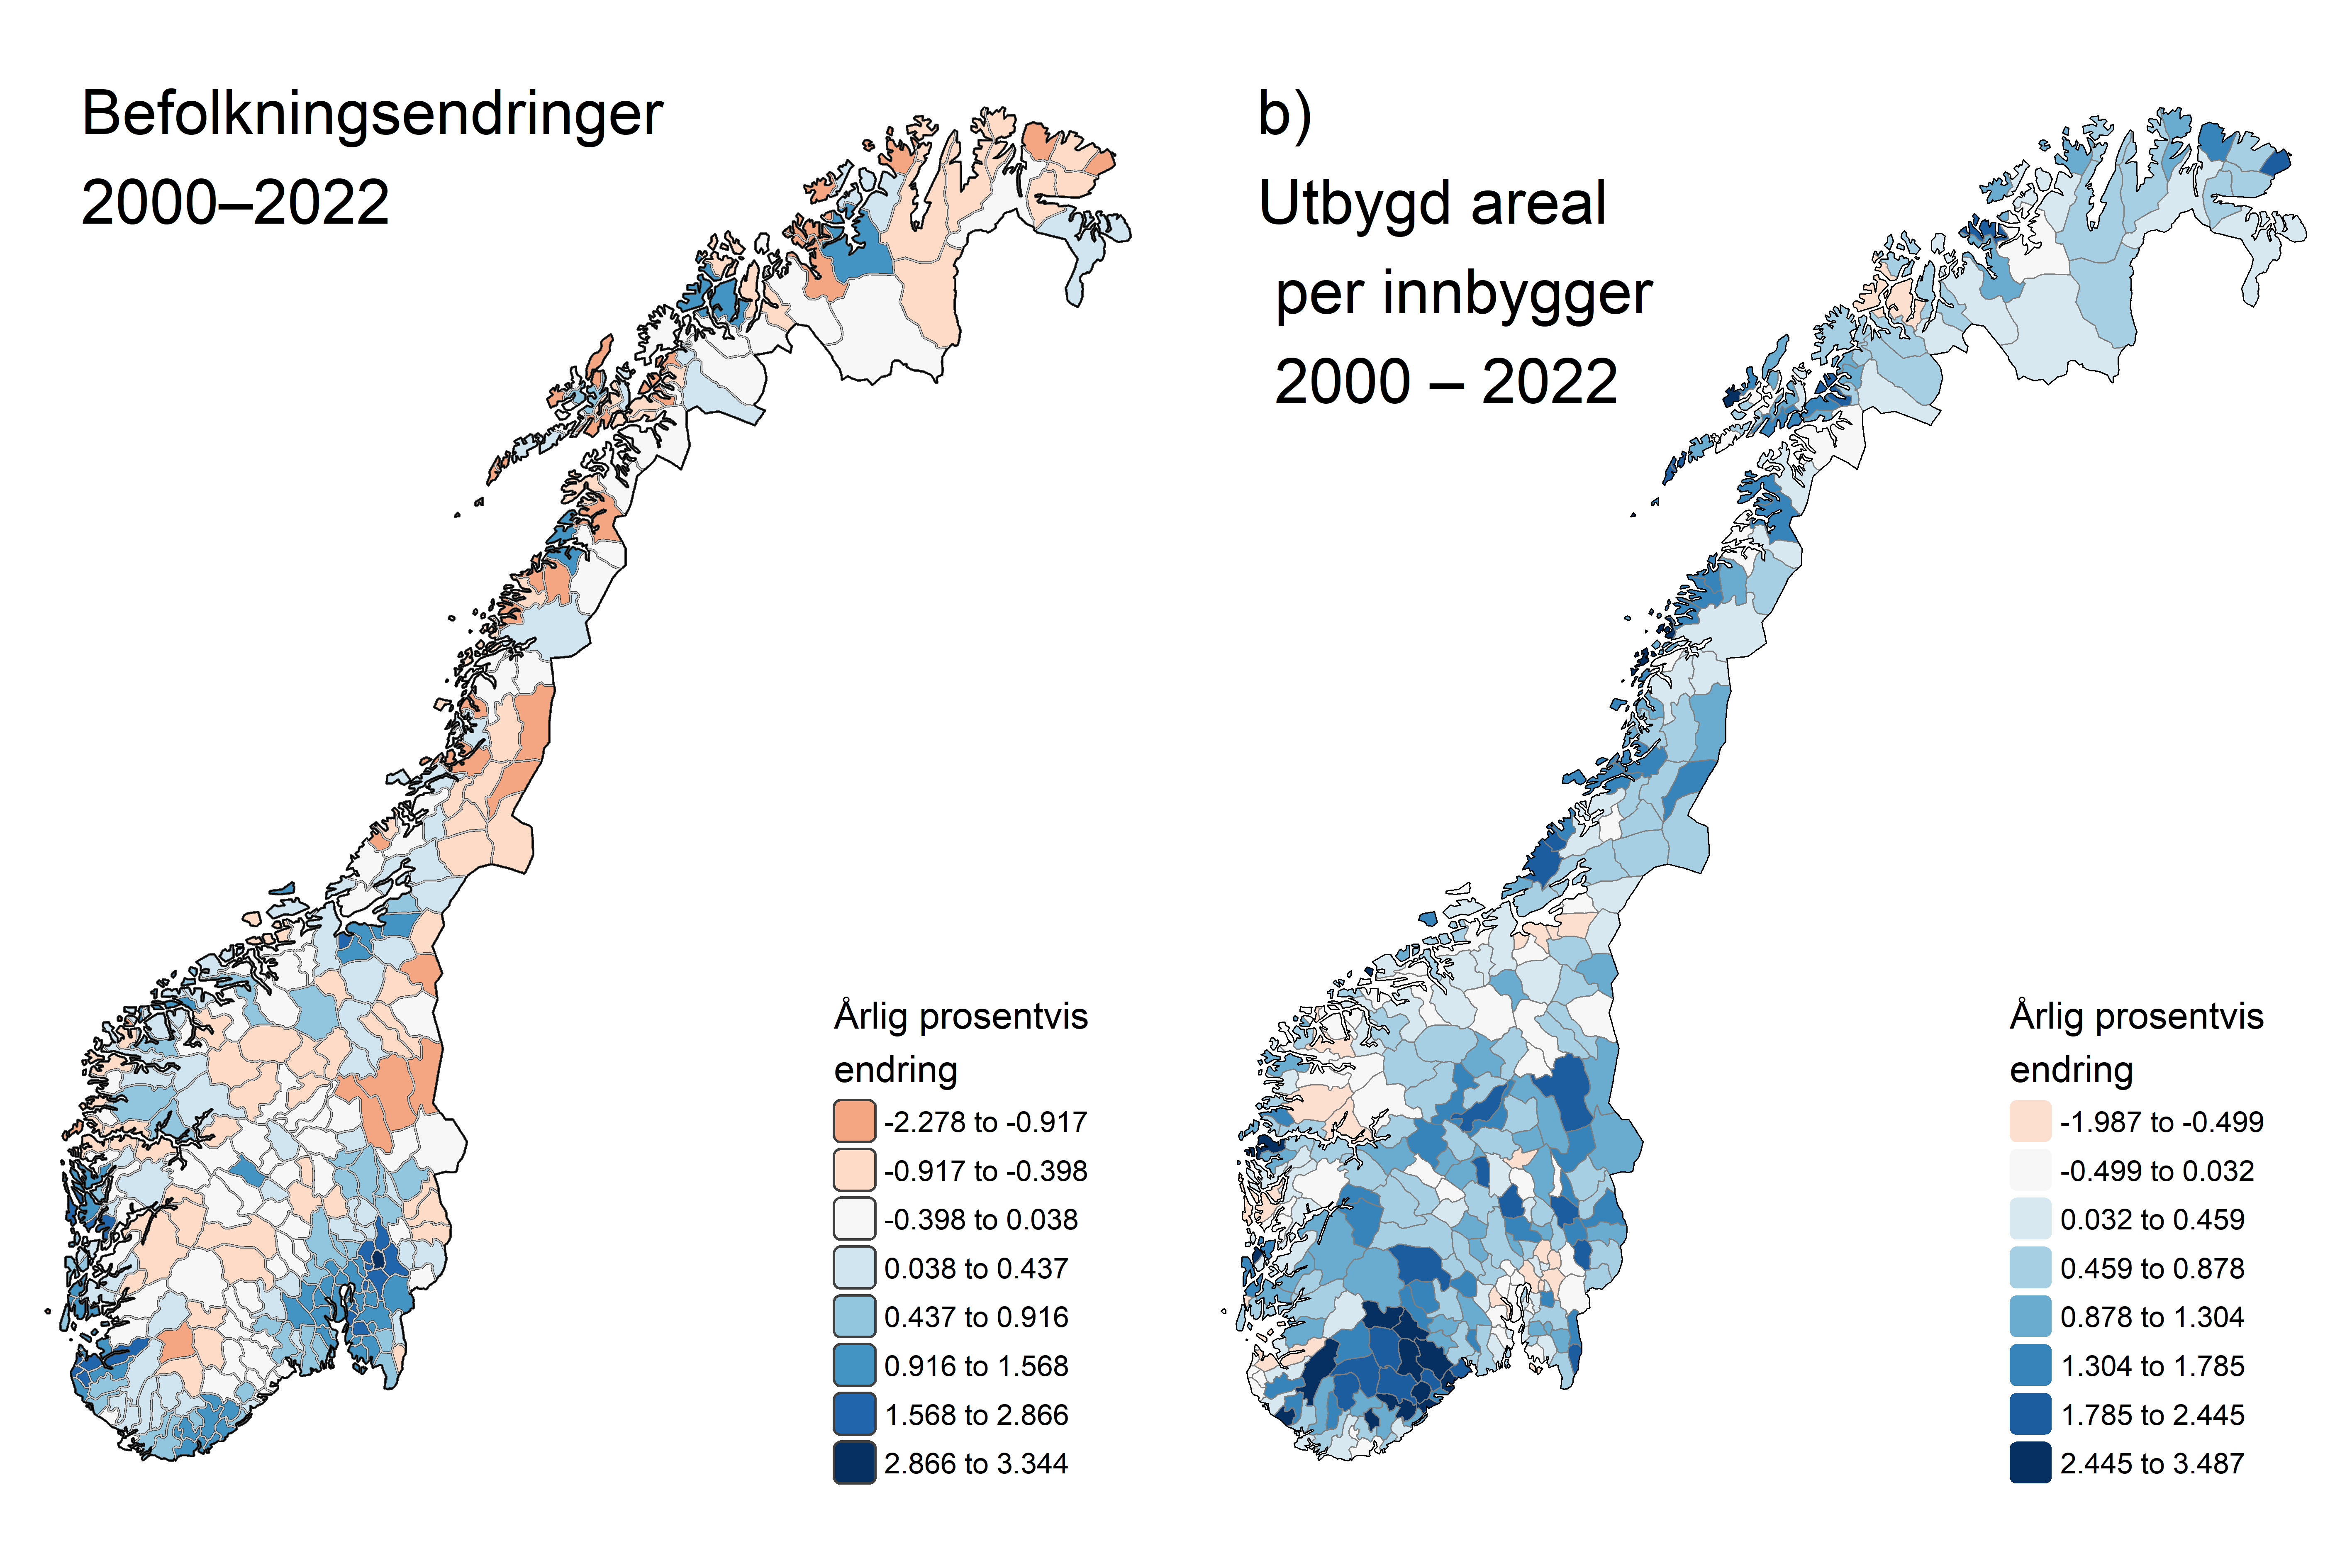 Befolkningsendringer
2000–2022
Årlig prosentvis
endring
-2.278 to -0.917
-0.917 to -0.398
-0.398 to 0.038
0.038 to 0.437
0.437 to 0.916
0.916 to 1.568
1.568 to 2.866
2.866 to 3.344
b)
Utbygd areal
per innbygger
2000 – 2022
Årlig prosentvis
endring
-1.987 to -0.499
-0.499 to 0.032
0.032 to 0.459
0.459 to 0.878
0.878 to 1.304
1.304 to 1.785
1.785 to 2.445
2.445 to 3.487